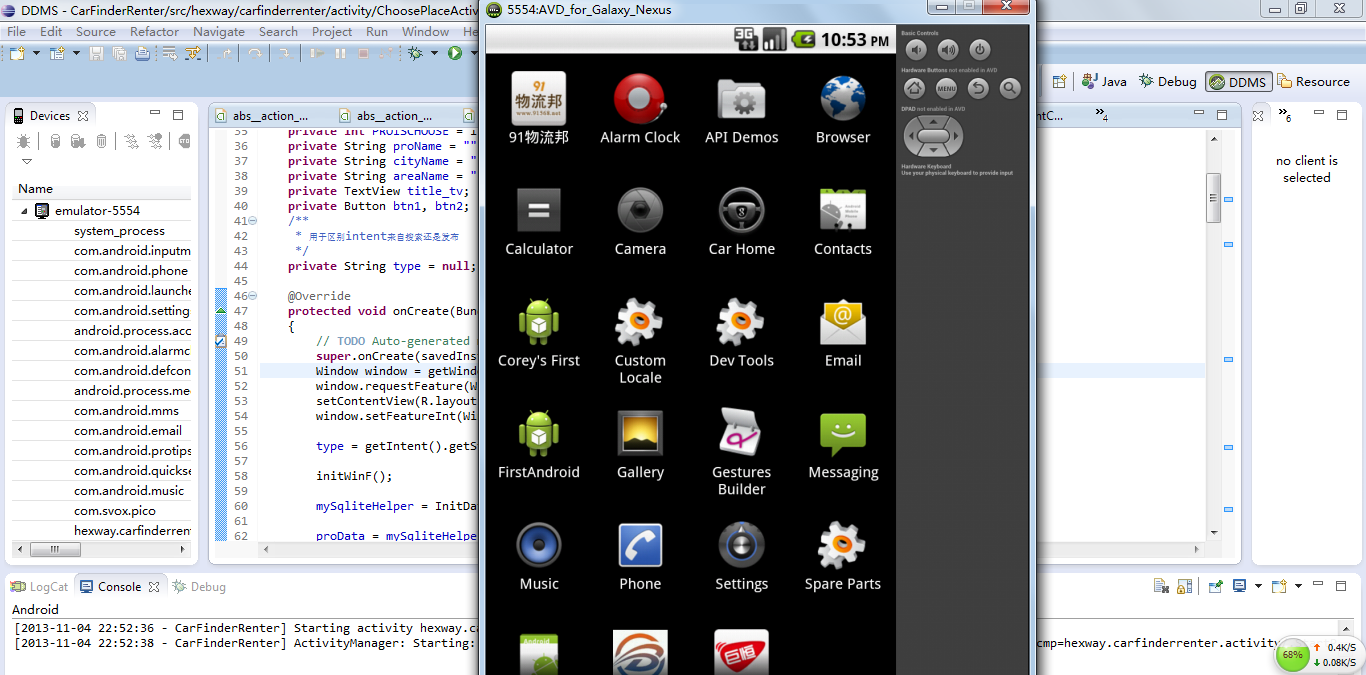 DDMS - CarFinderRenter/src/hexway/carfinderrenter/activity/ChoosePlaceActiv
File Edit Source Refactor Navigate Search Project Run Window He
Java Debug DDMS Resource
Devices
Name
emulator-5554
system_process
com.android.inputm
com.android.phone
com.android.launche
com.android.setting
android.process.acc
com.android.alarmc
com.android.defcon
android.process.me
com.android.mms
com.android.email
com.android.protips
com.android.quickse
com.android.music
com.svox.pico
hexway.carfinderren
abs__action_...
abs__action_...
ntC...
»4
35 private int PROISCHOOSE = 1
36 private String proName = ""
37 private String cityName = "
38 private String areaName = "
39 private TextView title_tv;
40 private Button btn1, btn2;
41 /**
42 * 用于区别intent来自搜索还是发布
43 */
44 private String type = null;
45
46 @Override
47 protected void onCreate(Bun
48 {
49 // TODO Auto-generated
50 super.onCreate(savedIns
51 Window window = getWind
52 window.requestFeature(W
53 setContentView(R.layout
54 window.setFeatureInt(Wi
55
56 type = getIntent().getS
57
58 initWinF();
59
60 mySqliteHelper = InitDa
61
62 proData = mySqliteHelpe
5554:AVD_for_Galaxy_Nexus
3G 10:53 PM
91
物流邦
www.91568.net
91物流邦
Alarm Clock
API Demos
Browser
Calculator
Camera
Car Home
Contacts
Corey's First
Custom
Locale
Dev Tools
Email
FirstAndroid
Gallery
Gestures
Builder
Messaging
Music
Phone
Settings
Spare Parts
Android
巨恒
Basic Controls
Hardware Buttons not enabled in AVD
MENU
DPAD not enabled in AVD
Hardware Keyboard
Use your physical keyboard to provide input
»6
no client is
selected
LogCat Console Debug
Android
[2013-11-04 22:52:36 - CarFinderRenter] Starting activity hexway.c
[2013-11-04 22:52:38 - CarFinderRenter] ActivityManager: Starting:
cmp=hexway.carfinderrenter.activity
68%
0.4K/S
0.08K/S